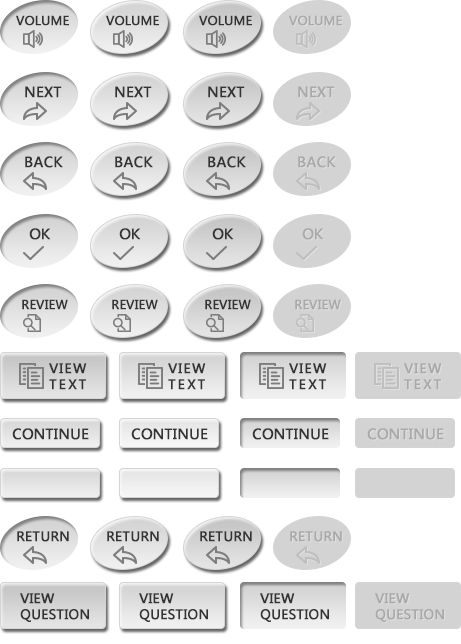 VOLUME VOLUME VOLUME VOLUME
NEXT NEXT NEXT NEXT
BACK BACK BACK BACK
OK OK OK OK
REVIEW REVIEW REVIEW REVIEW
VIEW VIEW VIEW VIEW
TEXT TEXT TEXT TEXT
CONTINUE CONTINUE CONTINUE CONTINUE
RETURN RETURN RETURN RETURN
VIEW VIEW VIEW VIEW
QUESTION QUESTION QUESTION QUESTION